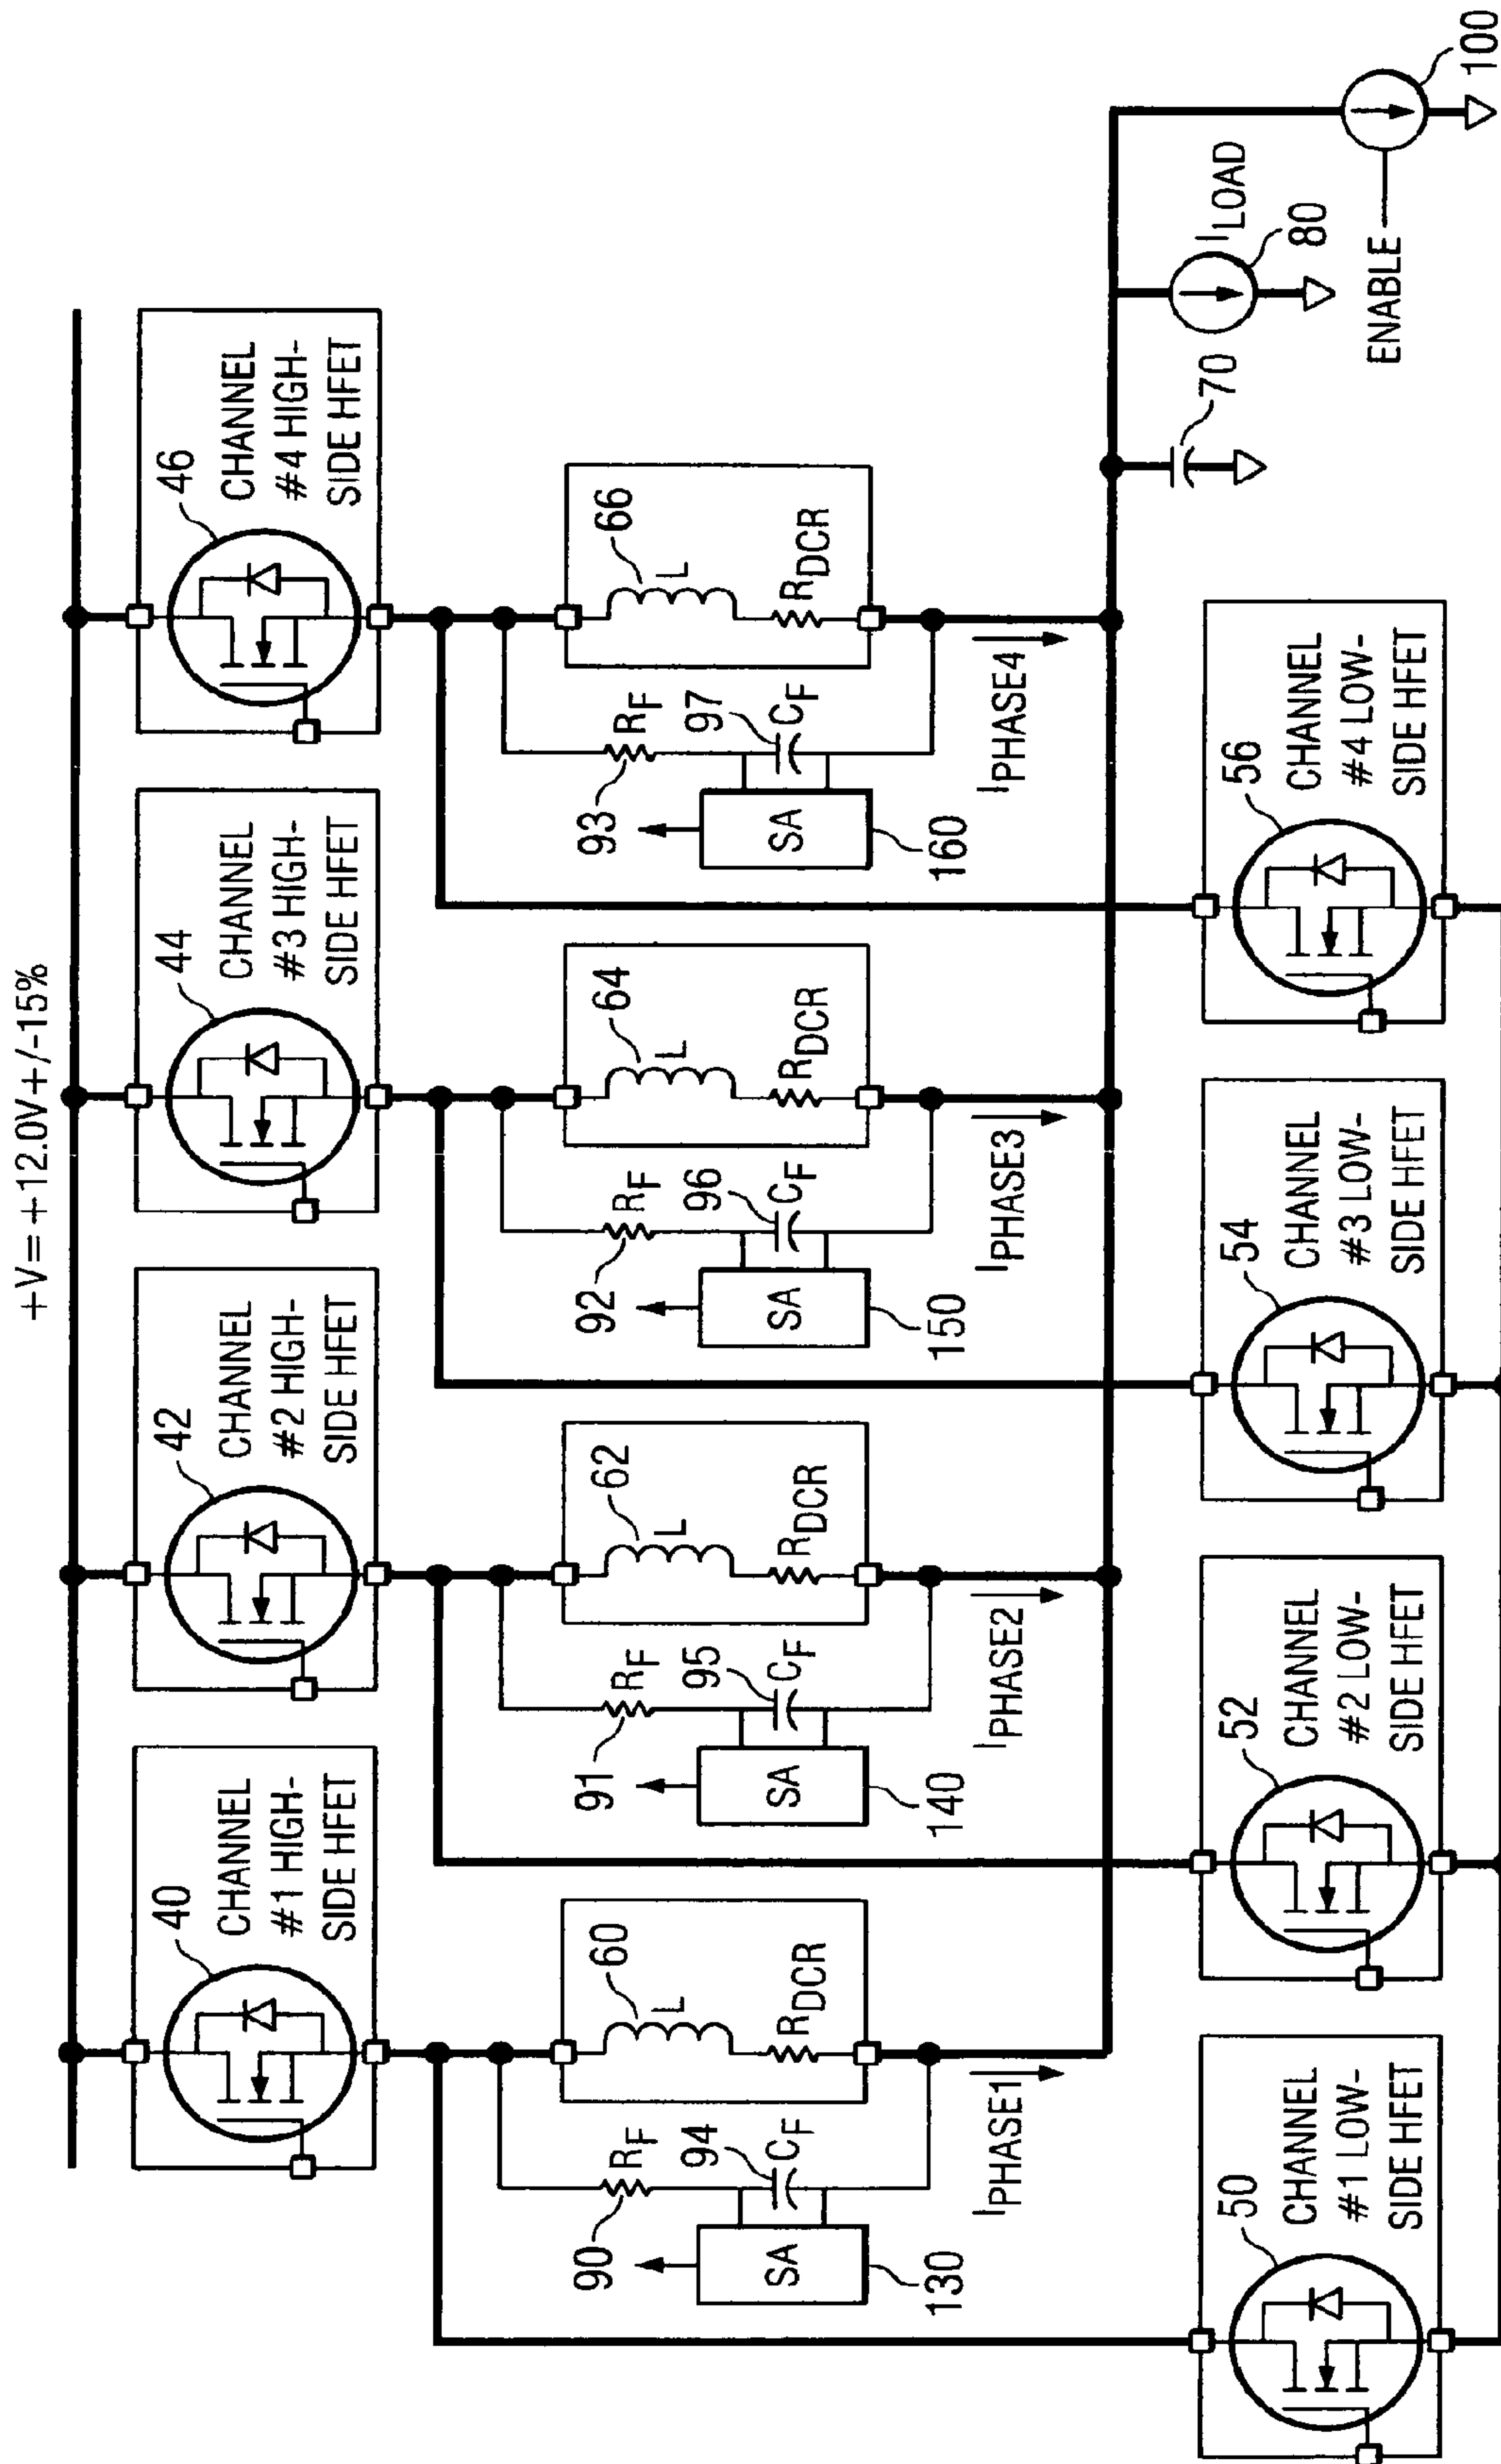 +V=+12.0V+/-15%
40
CHANNEL
#1 HIGH-
SIDE HFET
42
CHANNEL
#2 HIGH-
SIDE HFET
44
CHANNEL
#3 HIGH-
SIDE HFET
46
CHANNEL
#4 HIGH-
SIDE HFET
90
RF
94
CF
SA
130
60
L
RDCR
IPHASE1
91
RF
95
CF
SA
140
62
L
RDCR
IPHASE2
92
RF
96
CF
SA
150
64
L
RDCR
IPHASE3
93
RF
97
CF
SA
160
66
L
RDCR
IPHASE4
70
ILOAD
80
ENABLE
100
50
CHANNEL
#1 LOW-
SIDE HFET
52
CHANNEL
#2 LOW-
SIDE HFET
54
CHANNEL
#3 LOW-
SIDE HFET
56
CHANNEL
#4 LOW-
SIDE HFET